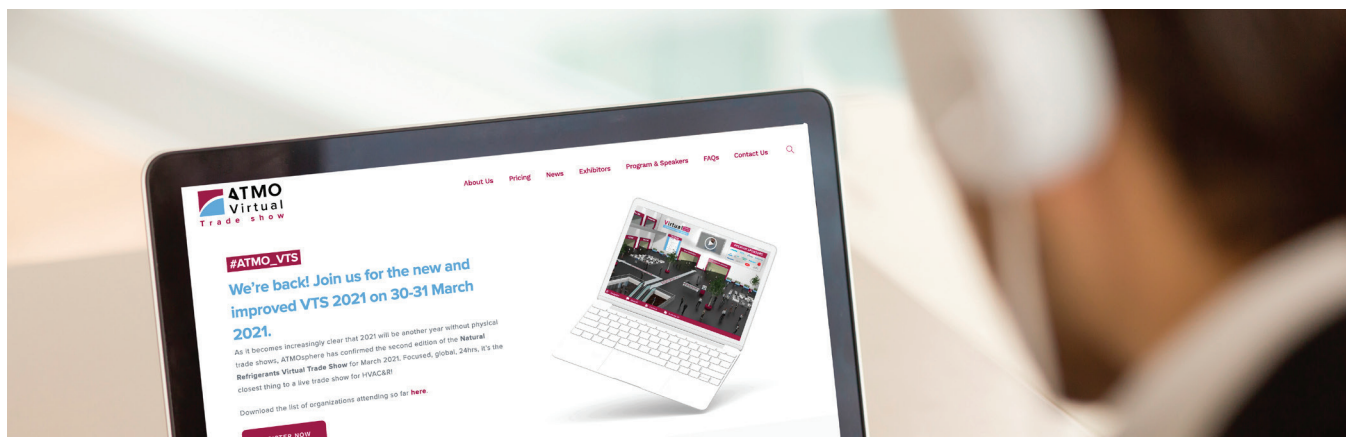 ATMO
Virtual
Trade show
About Us Pricing News Exhibitors Program & Speakers FAQs Contact Us
#ATMO_VTS
We're back! Join us for the new and
improved VTS 2021 on 30-31 March
2021.
As it becomes increasingly clear that 2021 will be another year without physical
trade shows, ATMOsphere has confirmed the second edition of the Natural
Refrigerants Virtual Trade Show for March 2021. Focused, global, 24hrs, it's the
closest thing to a live trade show for HVAC&R!
Download the list of organizations attending so far here.
NOW
Virtual